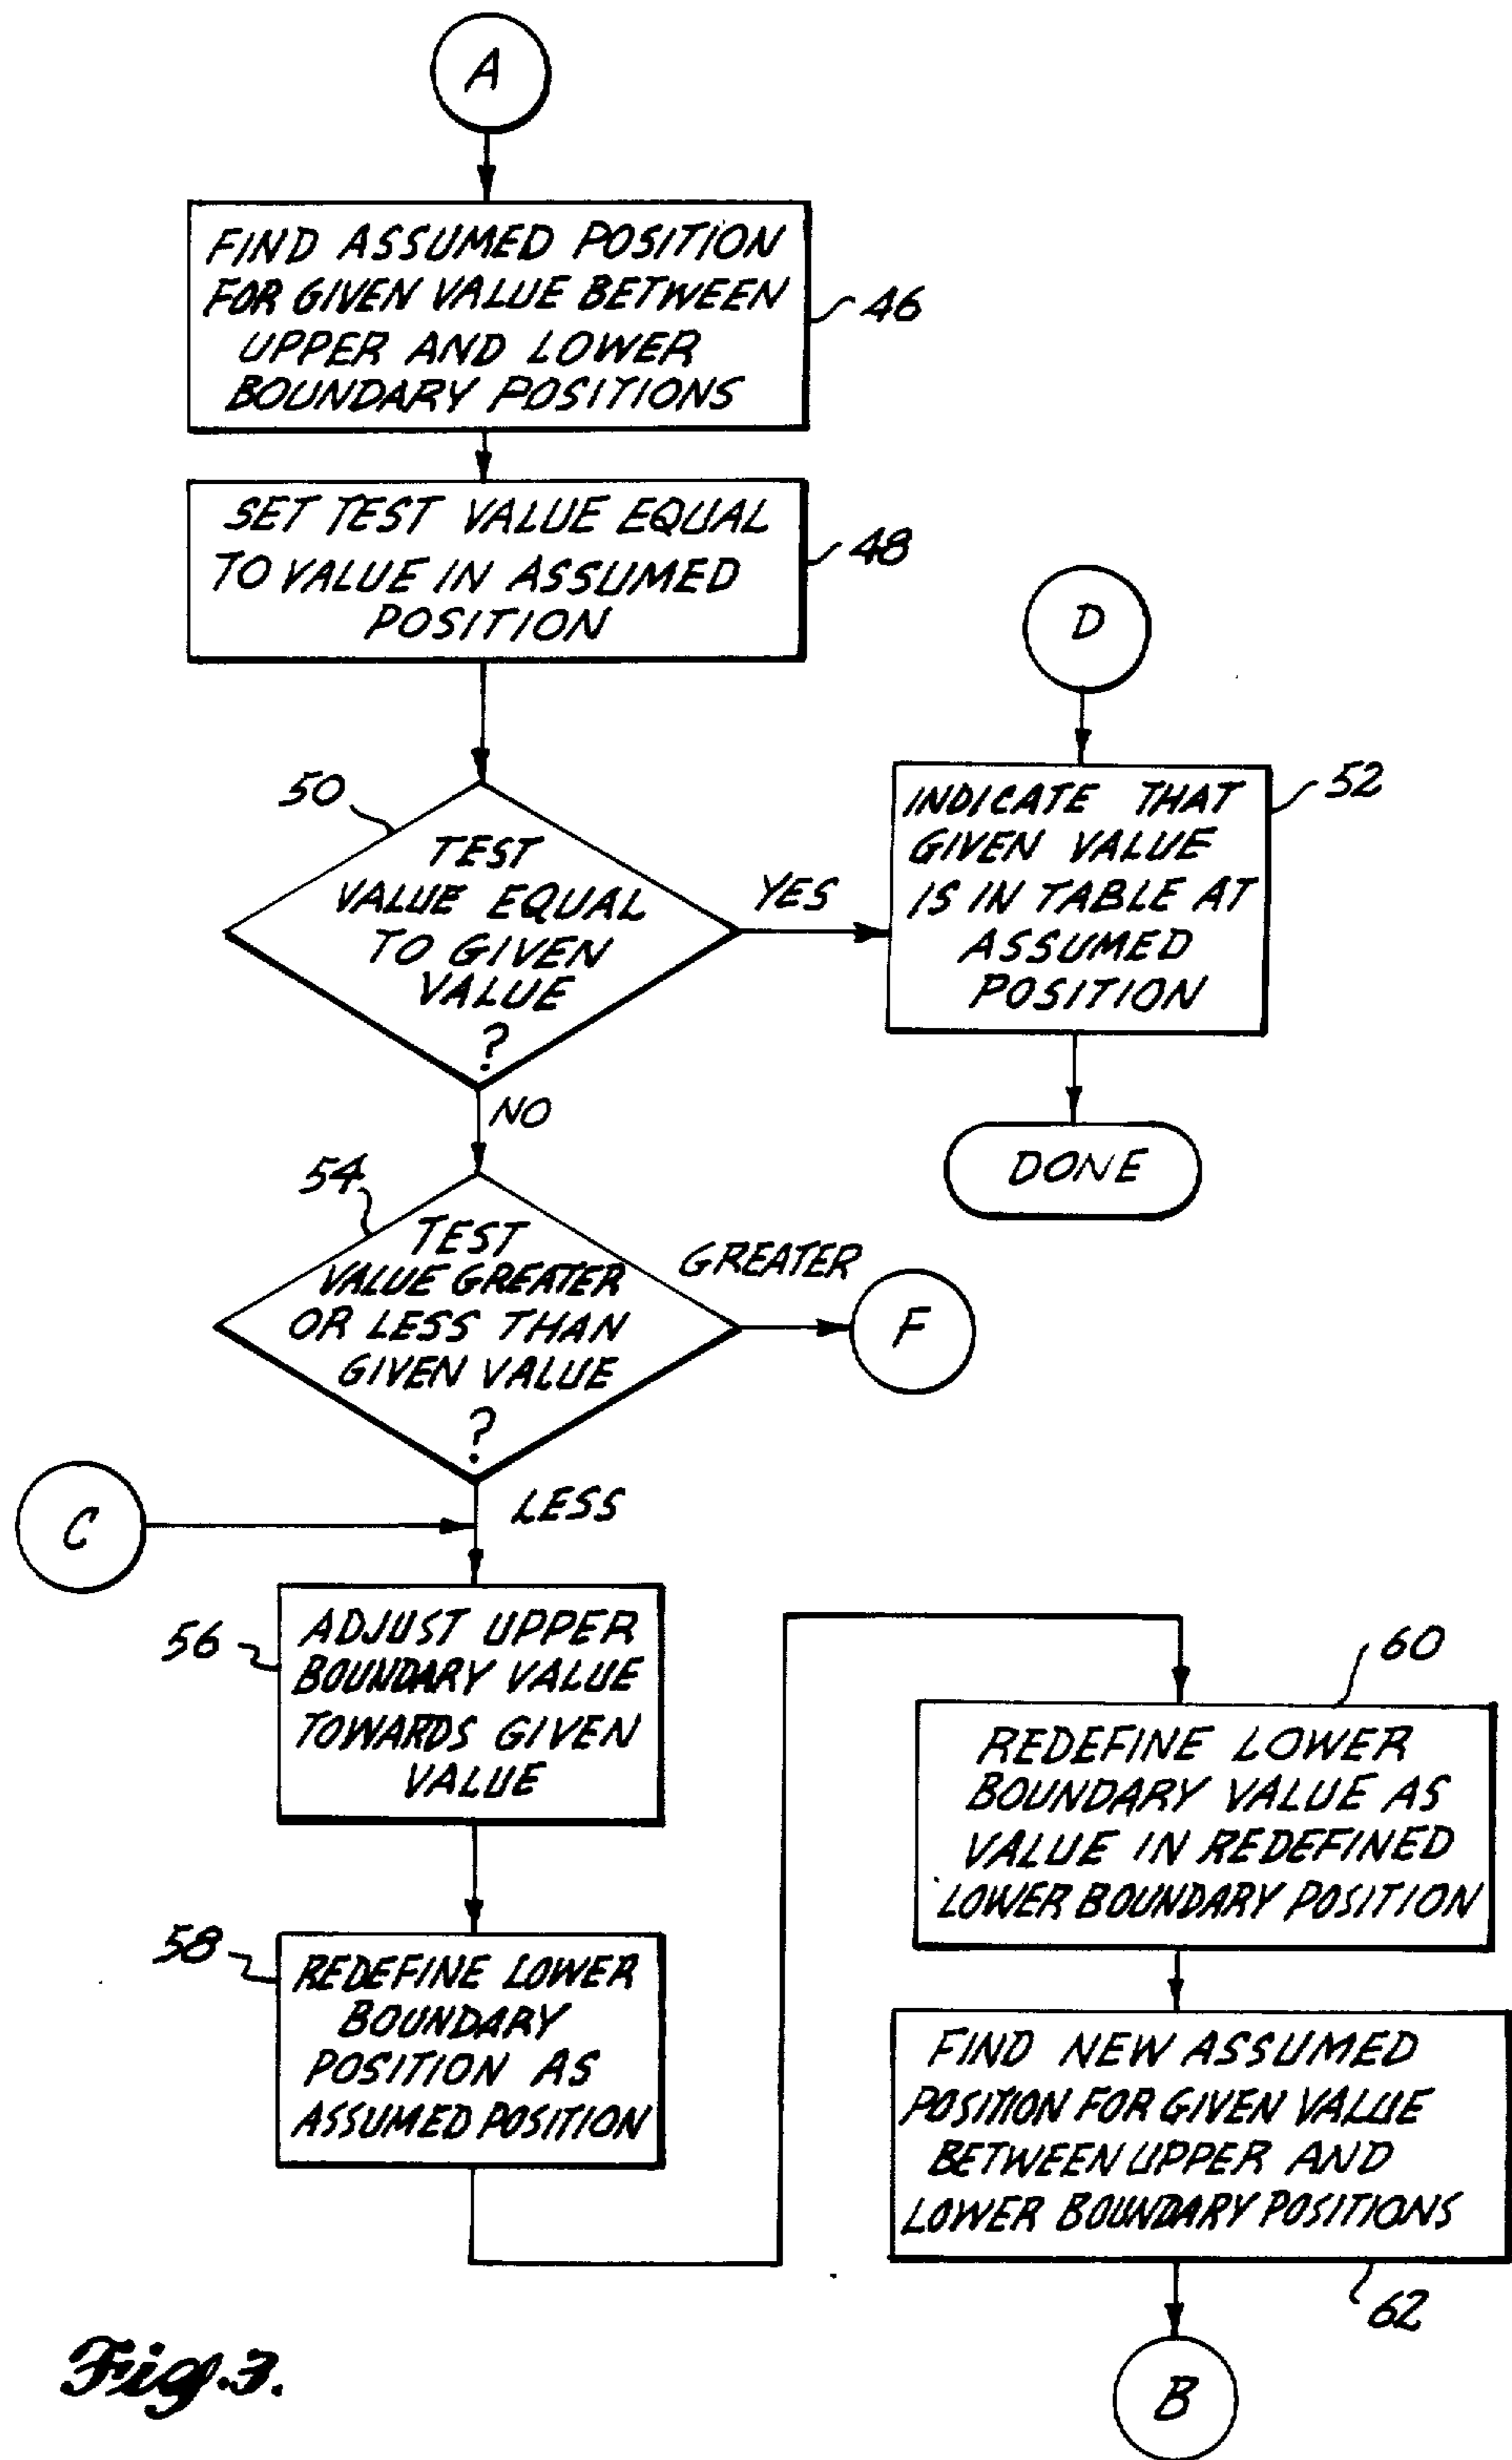 A
FIND ASSUMED POSITION
FOR GIVEN VALUE BETWEEN
UPPER AND LOWER
BOUNDARY POSITIONS
46
SET TEST VALUE EQUAL
TO VALUE IN ASSUMED
POSITION
48
50
TEST
VALUE EQUAL
TO GIVEN
VALUE
?
YES
NO
D
INDICATE THAT
GIVEN VALUE
IS IN TABLE AT
ASSUMED
POSITION
52
DONE
54
TEST
VALUE GREATER
OR LESS THAN
GIVEN VALUE
?
GREATER
F
LESS
C
56
ADJUST UPPER
BOUNDARY VALUE
TOWARDS GIVEN
VALUE
58
REDEFINE LOWER
BOUNDARY
POSITION AS
ASSUMED POSITION
60
REDEFINE LOWER
BOUNDARY VALUE AS
VALUE IN REDEFINED
LOWER BOUNDARY POSITION
FIND NEW ASSUMED
POSITION FOR GIVEN VALUE
BETWEEN UPPER AND
LOWER BOUNDARY POSITIONS
62
B
Fig.3.